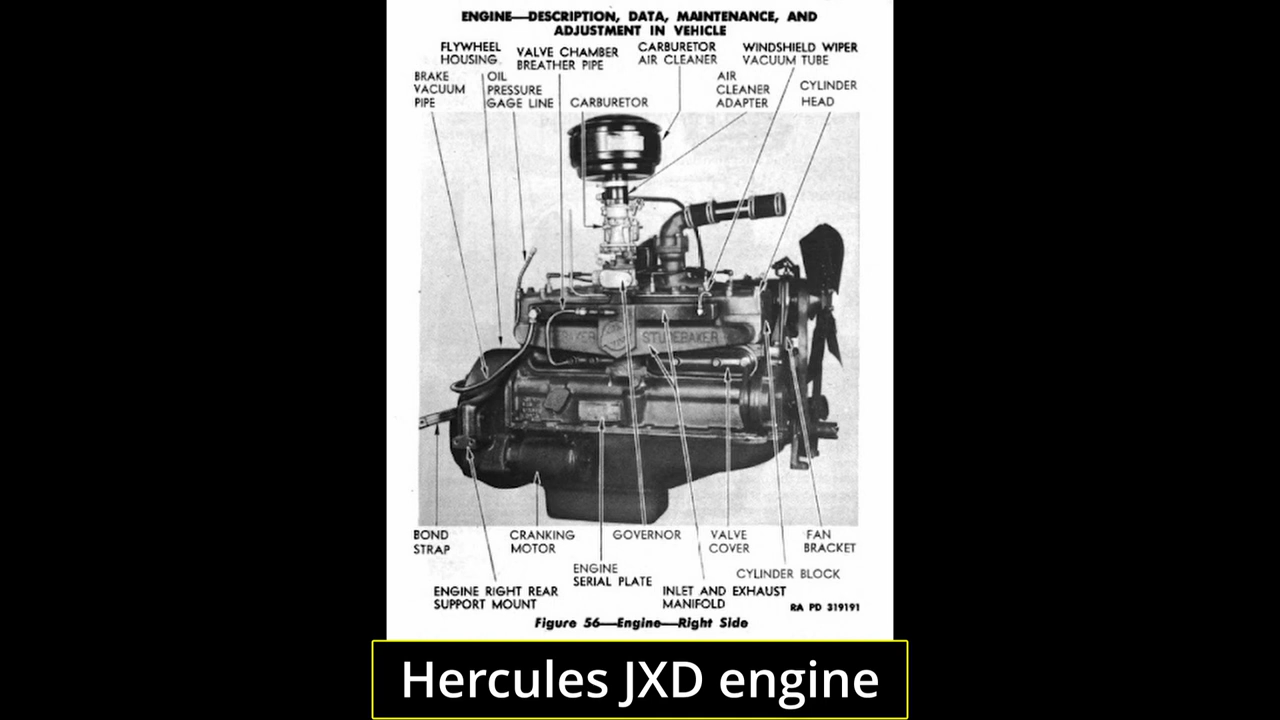 ENGINE—DESCRIPTION, DATA, MAINTENANCE, AND
ADJUSTMENT IN VEHICLE
FLYWHEEL
HOUSING
VALVE CHAMBER
BREATHER PIPE
CARBURETOR
AIR CLEANER
WINDSHIELD WIPER
VACUUM TUBE
BRAKE
VACUUM
PIPE
OIL
PRESSURE
GAGE LINE
CARBURETOR
AIR
CLEANER
ADAPTER
CYLINDER
HEAD
STUDEBAKER
BOND
STRAP
CRANKING
MOTOR
GOVERNOR
VALVE
COVER
FAN
BRACKET
ENGINE
SERIAL PLATE
CYLINDER BLOCK
ENGINE RIGHT REAR
SUPPORT MOUNT
INLET AND EXHAUST
MANIFOLD
RA PD 319191
Figure 56—Engine—Right Side
Hercules JXD engine